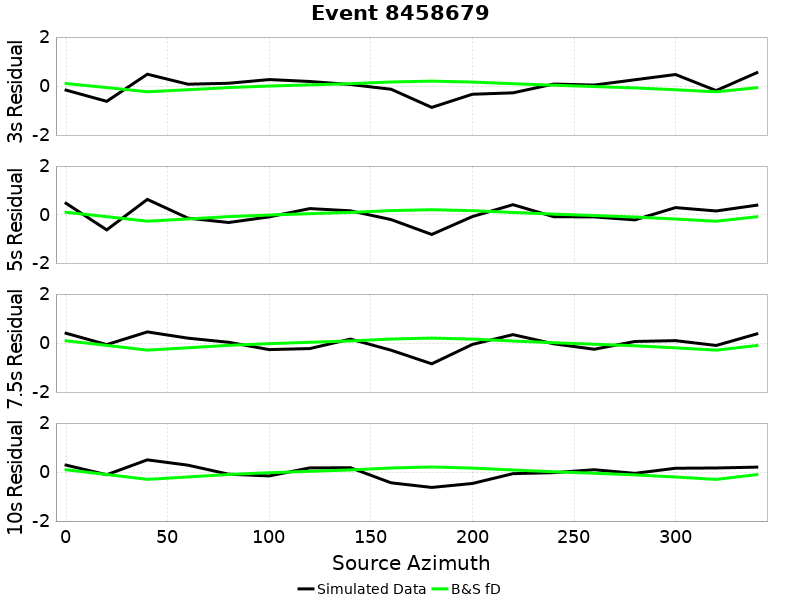 Event 8458679
3s Residual
2
0
-2
5s Residual
2
0
-2
7.5s Residual
2
0
-2
10s Residual
2
0
-2
0 50 100 150 200 250 300
Source Azimuth
Simulated Data B&S fD